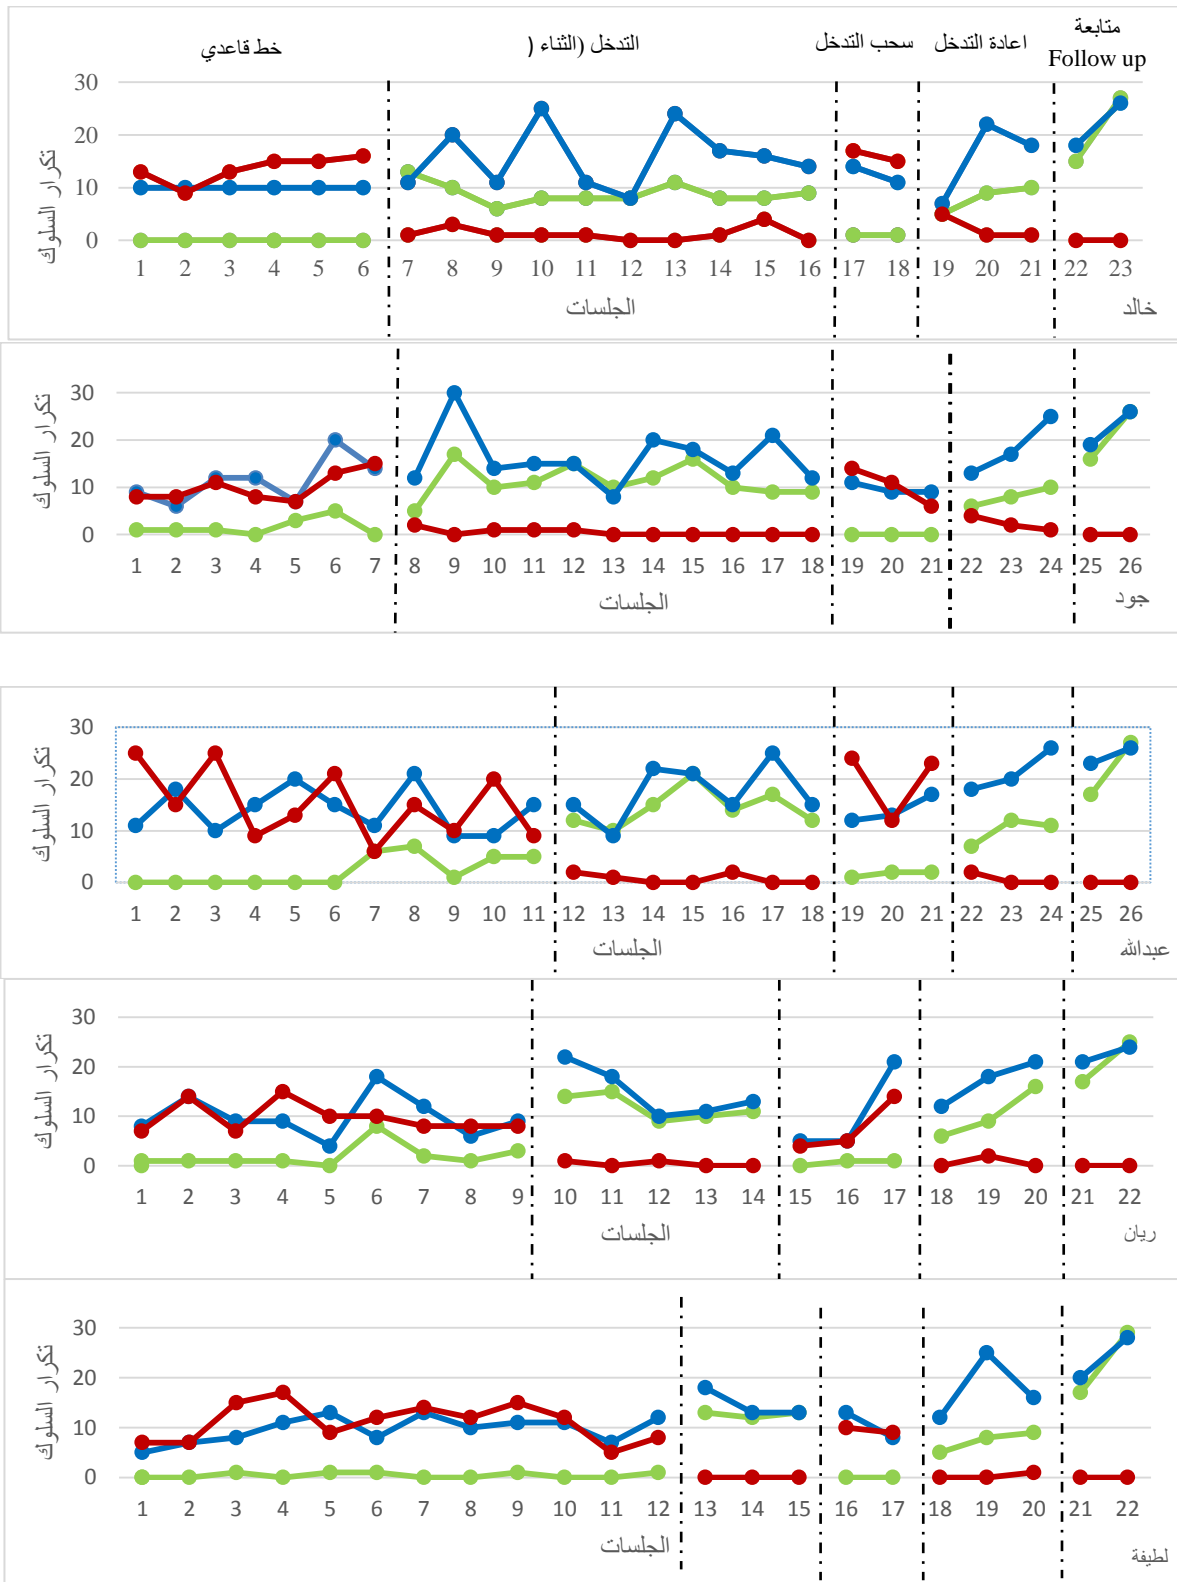 خط قاعدي
التدخل (الثناء (
سحب التدخل
اعادة التدخل
متابعة
Follow up
تكرار السلوك
30
20
10
0
1 2 3 4 5 6 7 8 9 10 11 12 13 14 15 16 17 18 19 20 21 22 23
الجلسات
خالد
تكرار السلوك
30
20
10
0
1 2 3 4 5 6 7 8 9 10 11 12 13 14 15 16 17 18 19 20 21 22 23 24 25 26
الجلسات
جود
تكرار السلوك
30
20
10
0
1 2 3 4 5 6 7 8 9 10 11 12 13 14 15 16 17 18 19 20 21 22 23 24 25 26
الجلسات
عبدالله
تكرار السلوك
30
20
10
0
1 2 3 4 5 6 7 8 9 10 11 12 13 14 15 16 17 18 19 20 21 22
الجلسات
ريان
تكرار السلوك
30
20
10
0
1 2 3 4 5 6 7 8 9 10 11 12 13 14 15 16 17 18 19 20 21 22
الجلسات
لطيفة